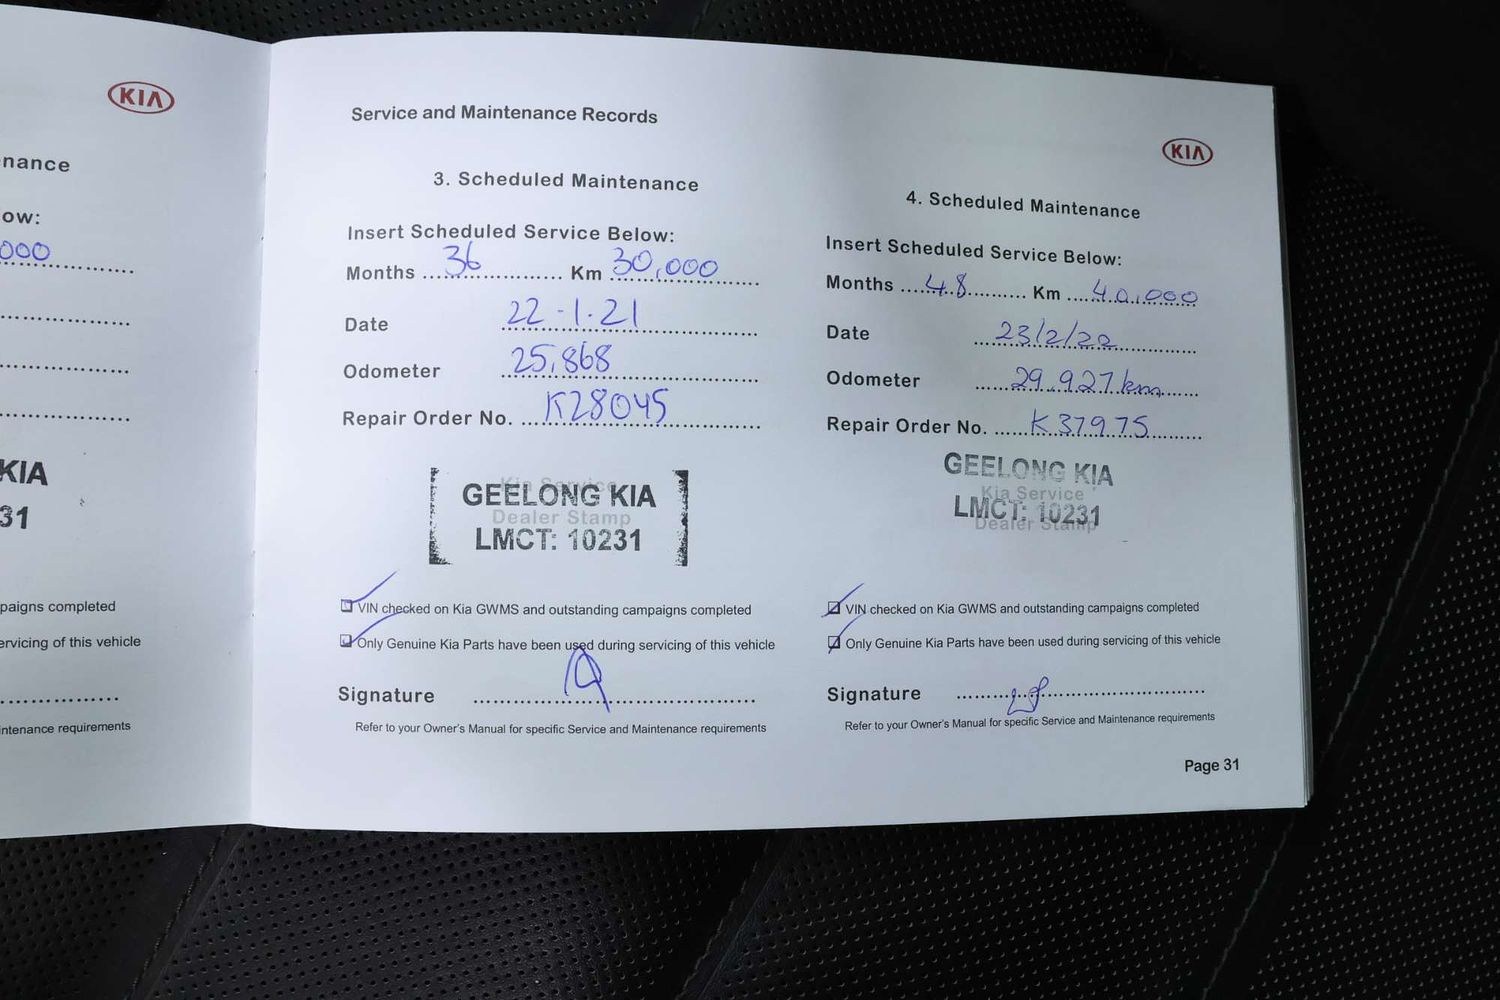 KIA
nance
ow:
000
KIA
31
paigns completed
ervicing of this vehicle
ntenance requirements
Service and Maintenance Records
3. Scheduled Maintenance
Insert Scheduled Service Below:
Months 36 Km 30,000
Date 22-1-21
Odometer 25,868
Repair Order No. K28045
Kia Service
GEELONG KIA
Dealer Stamp
LMCT: 10231
VIN checked on Kia GWMS and outstanding campaigns completed
Only Genuine Kia Parts have been used during servicing of this vehicle
Signature
Refer to your Owner's Manual for specific Service and Maintenance requirements
KIA
4. Scheduled Maintenance
Insert Scheduled Service Below:
Months 48 Km 40,000
Date 23/2/22
Odometer 29,927 km
Repair Order No. K37975
GEELONG KIA
Kia Service
LMCT: 10231
Dealer Stamp
VIN checked on Kia GWMS and outstanding campaigns completed
Only Genuine Kia Parts have been used during servicing of this vehicle
Signature
Refer to your Owner's Manual for specific Service and Maintenance requirements
Page 31